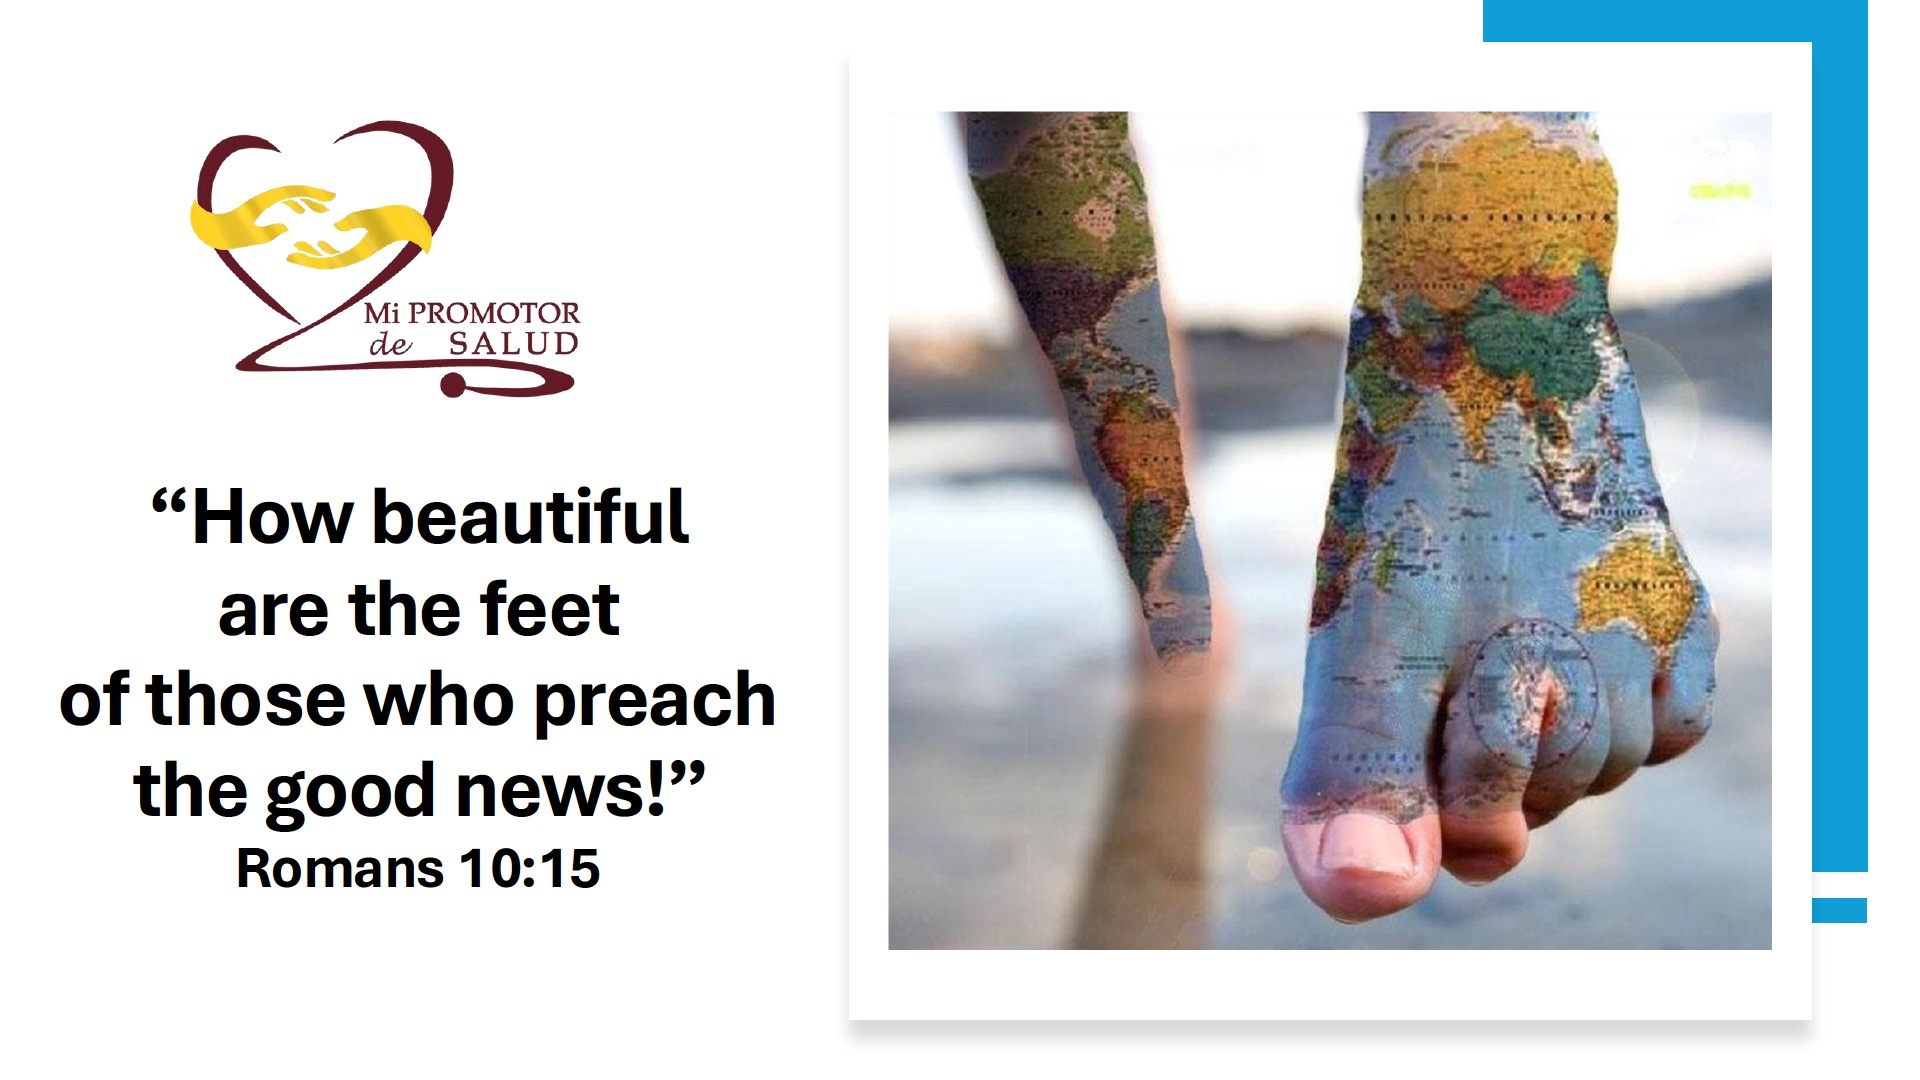 Mi PROMOTOR
de SALUD
“How beautiful
are the feet
of those who preach
the good news!”
Romans 10:15